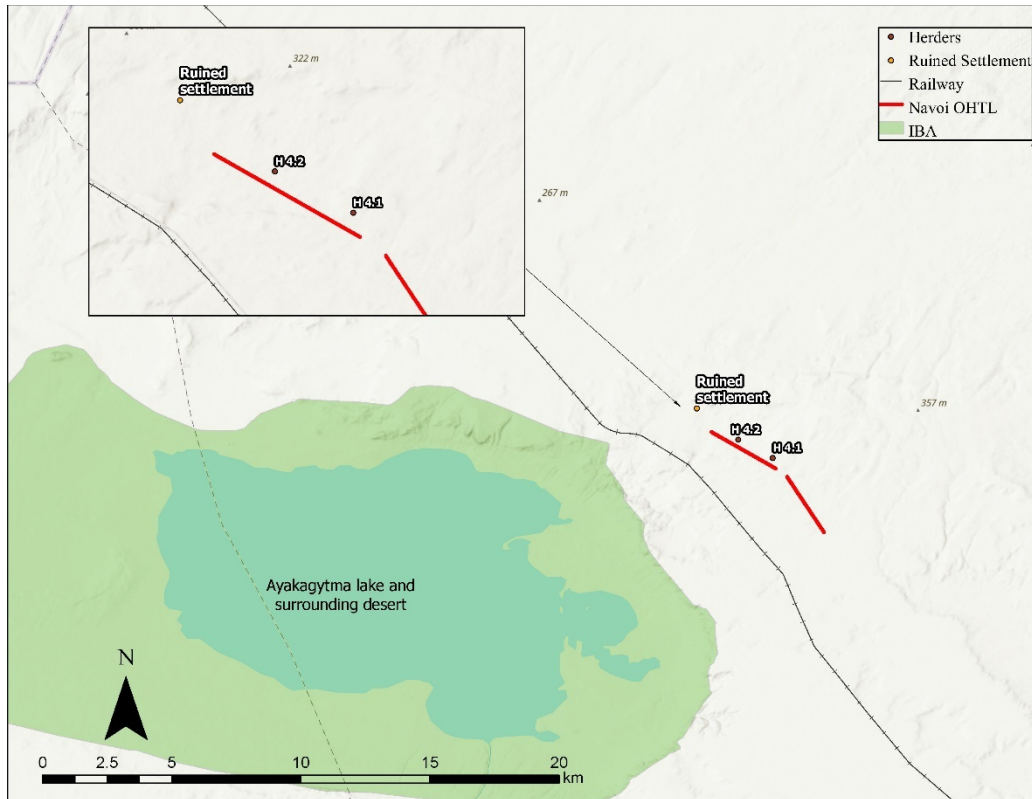 322 m
Ruined
settlement
H 4.2
H 4.1
Herders
Ruined Settlement
Railway
Navoi OHTL
IBA
267 m
Ruined
settlement
357 m
H 4.2
H 4.1
Ayakagytma lake and
surrounding desert
N
0 2.5 5 10 15 20
km